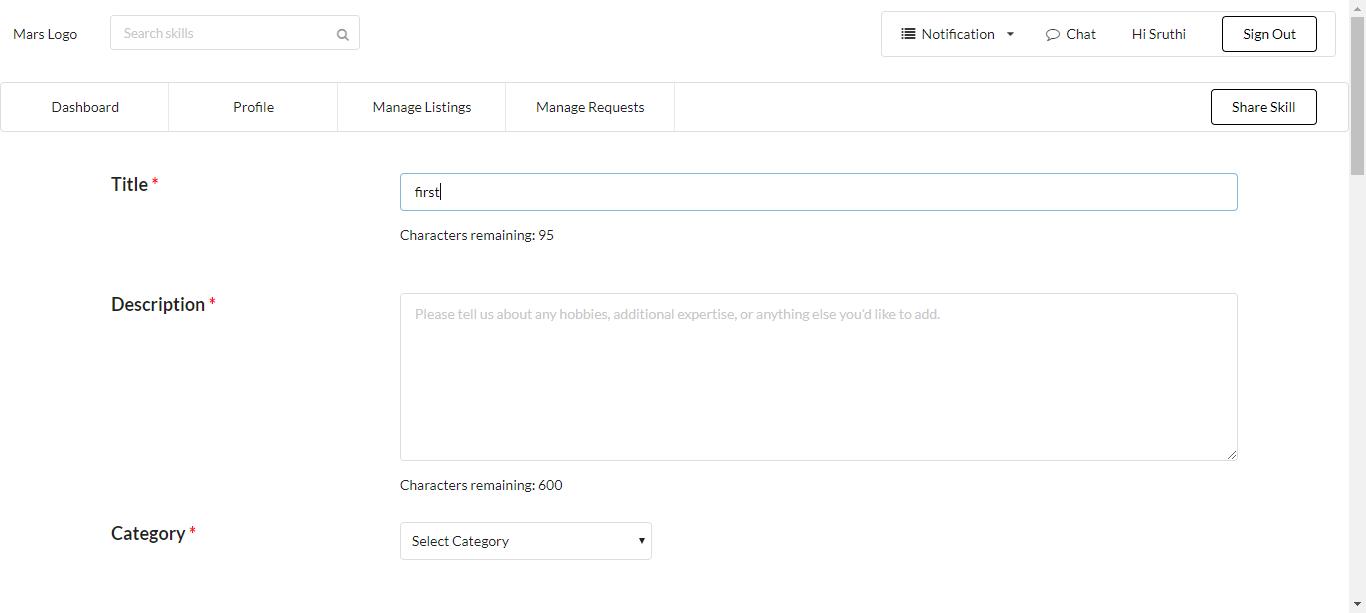 Mars Logo
Search skills
Notification
Chat
Hi Sruthi
Sign Out
Dashboard
Profile
Manage Listings
Manage Requests
Share Skill
Title *
first
Characters remaining: 95
Description *
Please tell us about any hobbies, additional expertise, or anything else you'd like to add.
Characters remaining: 600
Category *
Select Category